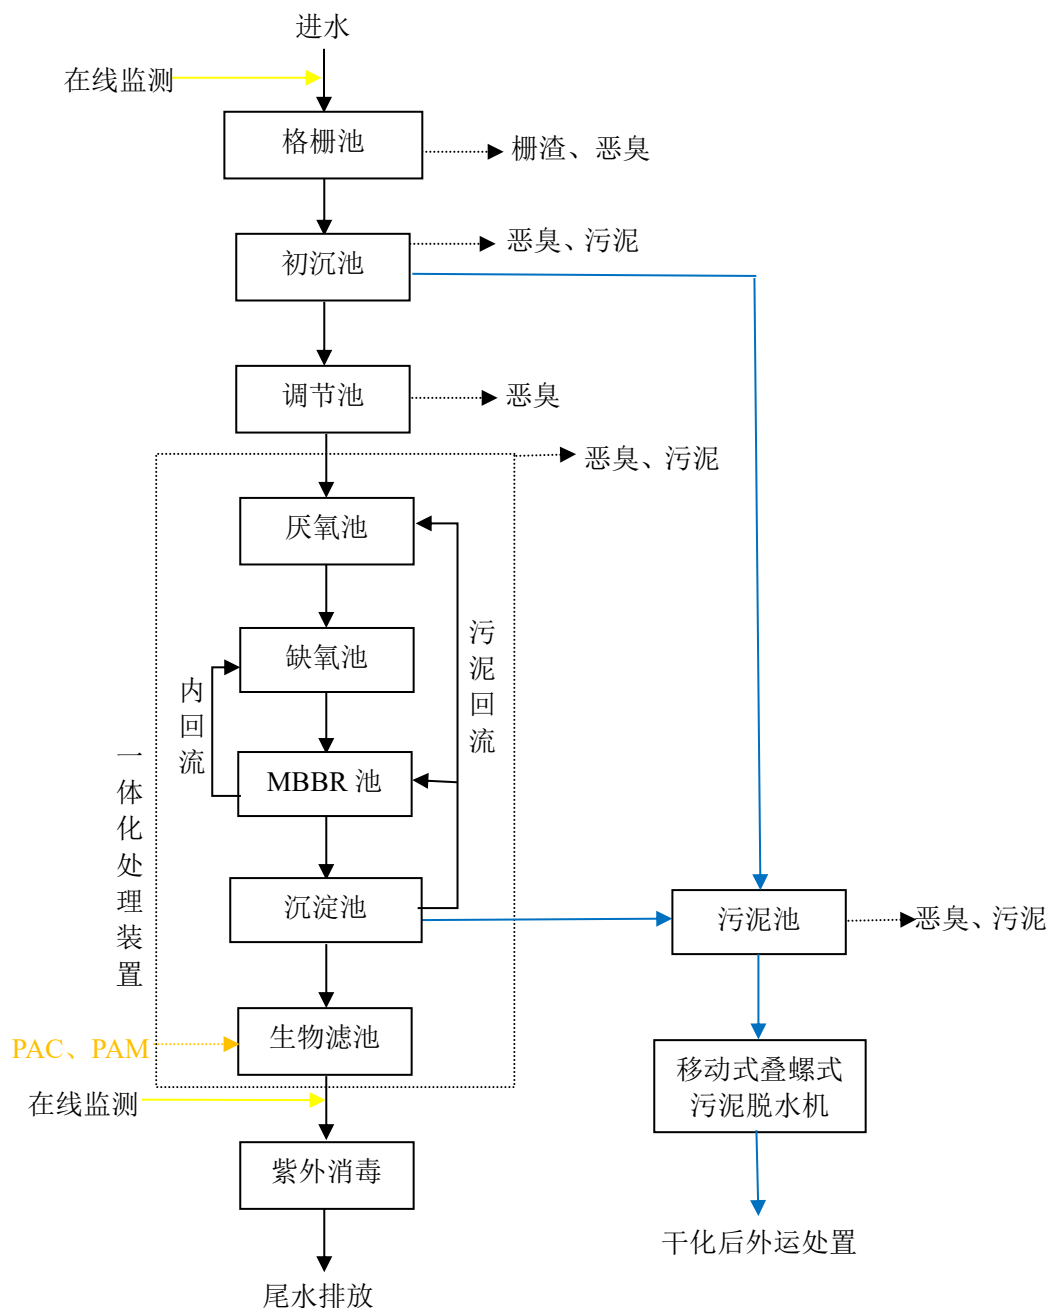 进水
在线监测
格栅池
栅渣、恶臭
恶臭、污泥
初沉池
调节池
恶臭
恶臭、污泥
厌氧池
缺氧池
污泥回流
内回流
MBBR 池
一体化处理装置
沉淀池
污泥池
恶臭、污泥
生物滤池
PAC、PAM
移动式叠螺式
污泥脱水机
在线监测
紫外消毒
干化后外运处置
尾水排放